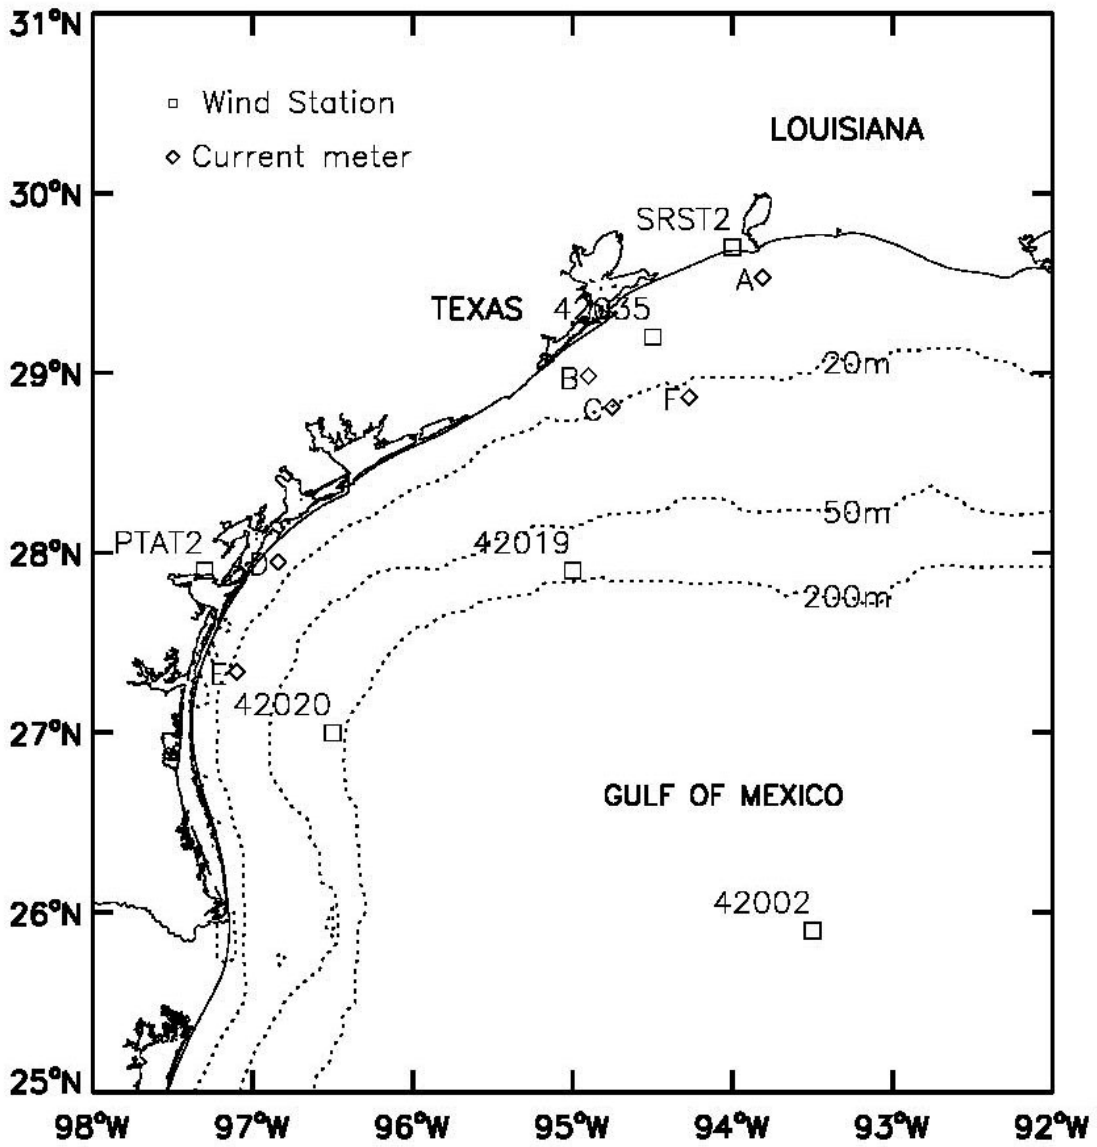 31°N
Wind Station
LOUISIANA
Current meter
30°N
SRST2
A
TEXAS
42035
29°N
20m
B
C
F
50m
28°N
PTAT2
42019
D
200m
E
42020
27°N
GULF OF MEXICO
26°N
42002
25°N
98°W 97°W 96°W 95°W 94°W 93°W 92°W